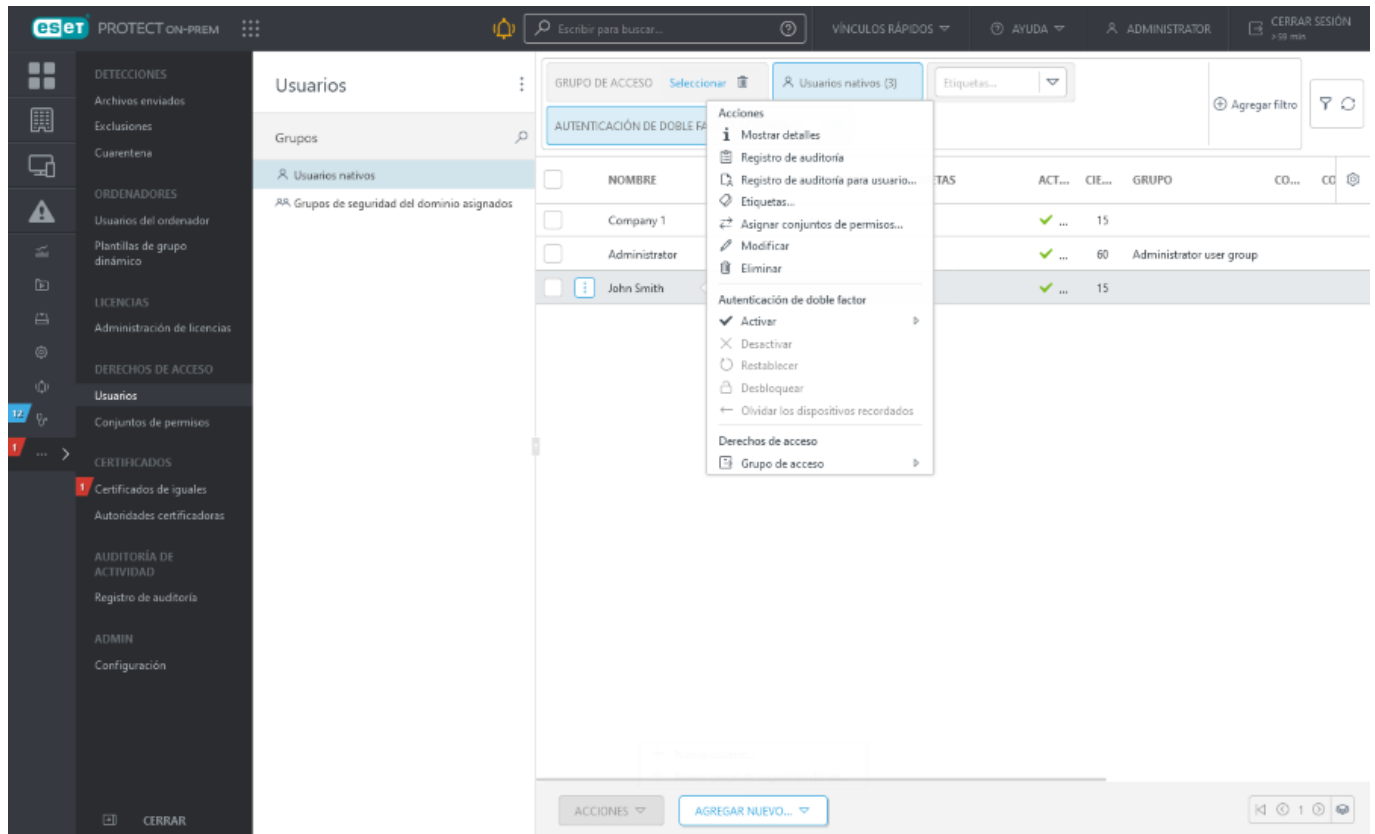 eset PROTECT ON-PREM
Escribir para buscar...
VÍNCULOS RÁPIDOS
AYUDA
ADMINISTRATOR
CERRAR SESIÓN
> 59 min
DETECCIONES
Archivos enviados
Exclusiones
Cuarentena
ORDENADORES
Usuarios del ordenador
Plantillas de grupo
dinámico
LICENCIAS
Administración de licencias
DERECHOS DE ACCESO
Usuarios
Conjuntos de permisos
CERTIFICADOS
Certificados de iguales
Autoridades certificadoras
AUDITORÍA DE
ACTIVIDAD
Registro de auditoría
ADMIN
Configuración
CERRAR
12
1
...
1
Usuarios
Grupos
Usuarios nativos
Grupos de seguridad del dominio asignados
GRUPO DE ACCESO Seleccionar
Usuarios nativos (3)
Etiquetas...
Agregar filtro
AUTENTICACIÓN DE DOBLE FA
NOMBRE TAS ACT... CIE... GRUPO CO... CO
Company 1 ... 15
Administrator ... 60 Administrator user group
John Smith ... 15
Acciones
Mostrar detalles
Registro de auditoría
Registro de auditoría para usuario...
Etiquetas...
Asignar conjuntos de permisos...
Modificar
Eliminar
Autenticación de doble factor
Activar
Desactivar
Restablecer
Desbloquear
Olvidar los dispositivos recordados
Derechos de acceso
Grupo de acceso
ACCIONES
AGREGAR NUEVO...
1